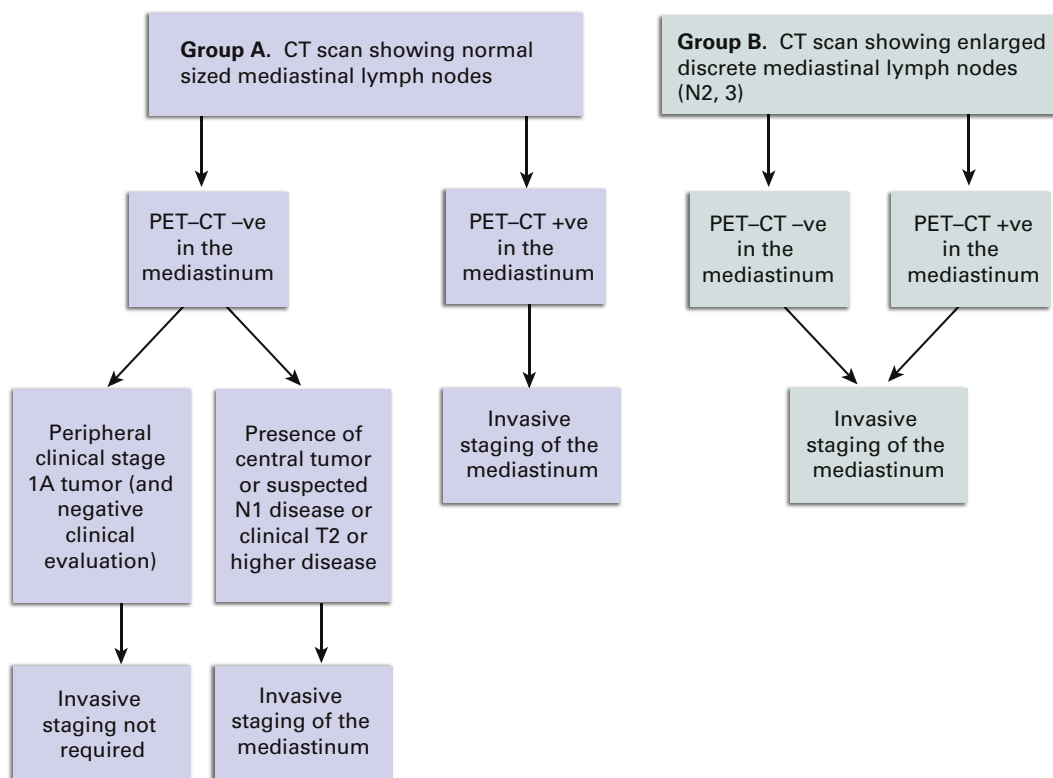 Group A. CT scan showing normal
sized mediastinal lymph nodes
Group B. CT scan showing enlarged
discrete mediastinal lymph nodes
(N2, 3)
PET–CT –ve
in the
mediastinum
PET–CT +ve
in the
mediastinum
PET–CT –ve
in the
mediastinum
PET–CT +ve
in the
mediastinum
Peripheral
clinical stage
1A tumor (and
negative
clinical
evaluation)
Presence of
central tumor
or suspected
N1 disease or
clinical T2 or
higher disease
Invasive
staging of the
mediastinum
Invasive
staging of the
mediastinum
Invasive
staging not
required
Invasive
staging of the
mediastinum